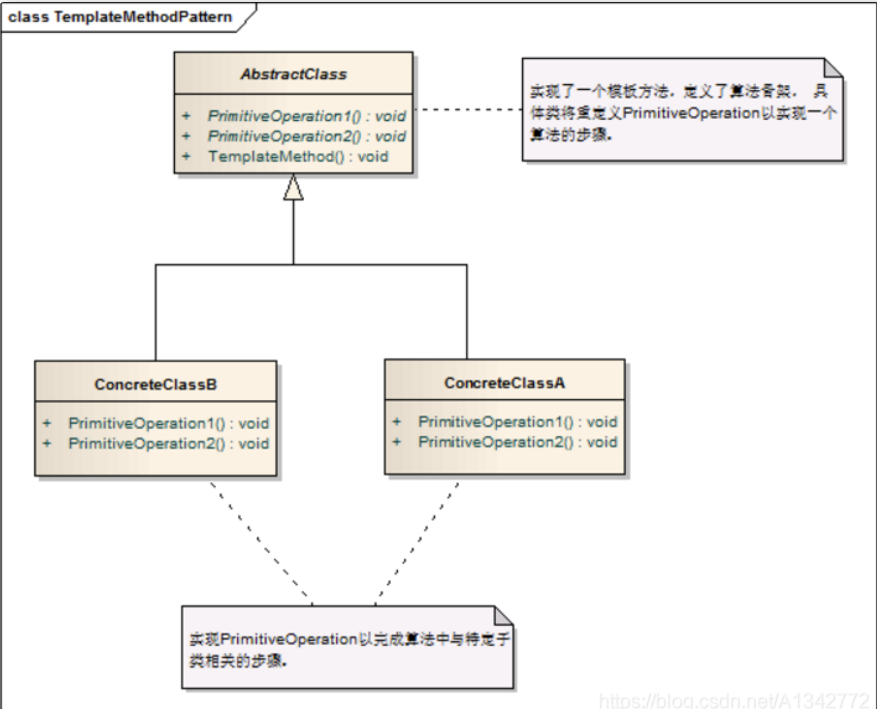 class TemplateMethodPattern
AbstractClass
+ PrimitiveOperation1() : void
+ PrimitiveOperation2() : void
+ TemplateMethod() : void
实现了一个模板方法，定义了算法骨架， 具
体类将重定义PrimitiveOperation以实现一个
算法的步骤。
ConcreteClassB
+ PrimitiveOperation1() : void
+ PrimitiveOperation2() : void
ConcreteClassA
+ PrimitiveOperation1() : void
+ PrimitiveOperation2() : void
实现PrimitiveOperation以完成算法中与特定子
类相关的步骤。
https://blog.csdn.net/A1342772